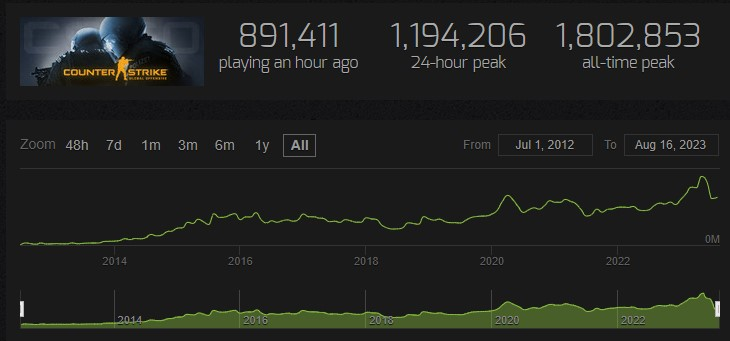 891,411 1,194,206 1,802,853
COUNTER STRIKE
GLOBAL OFFENSIVE
playing an hour ago 24-hour peak all-time peak
Zoom 48h 7d 1m 3m 6m 1y All From Jul 1, 2012 To Aug 16, 2023
0M
2014 2016 2018 2020 2022
2014 2016 2018 2020 2022